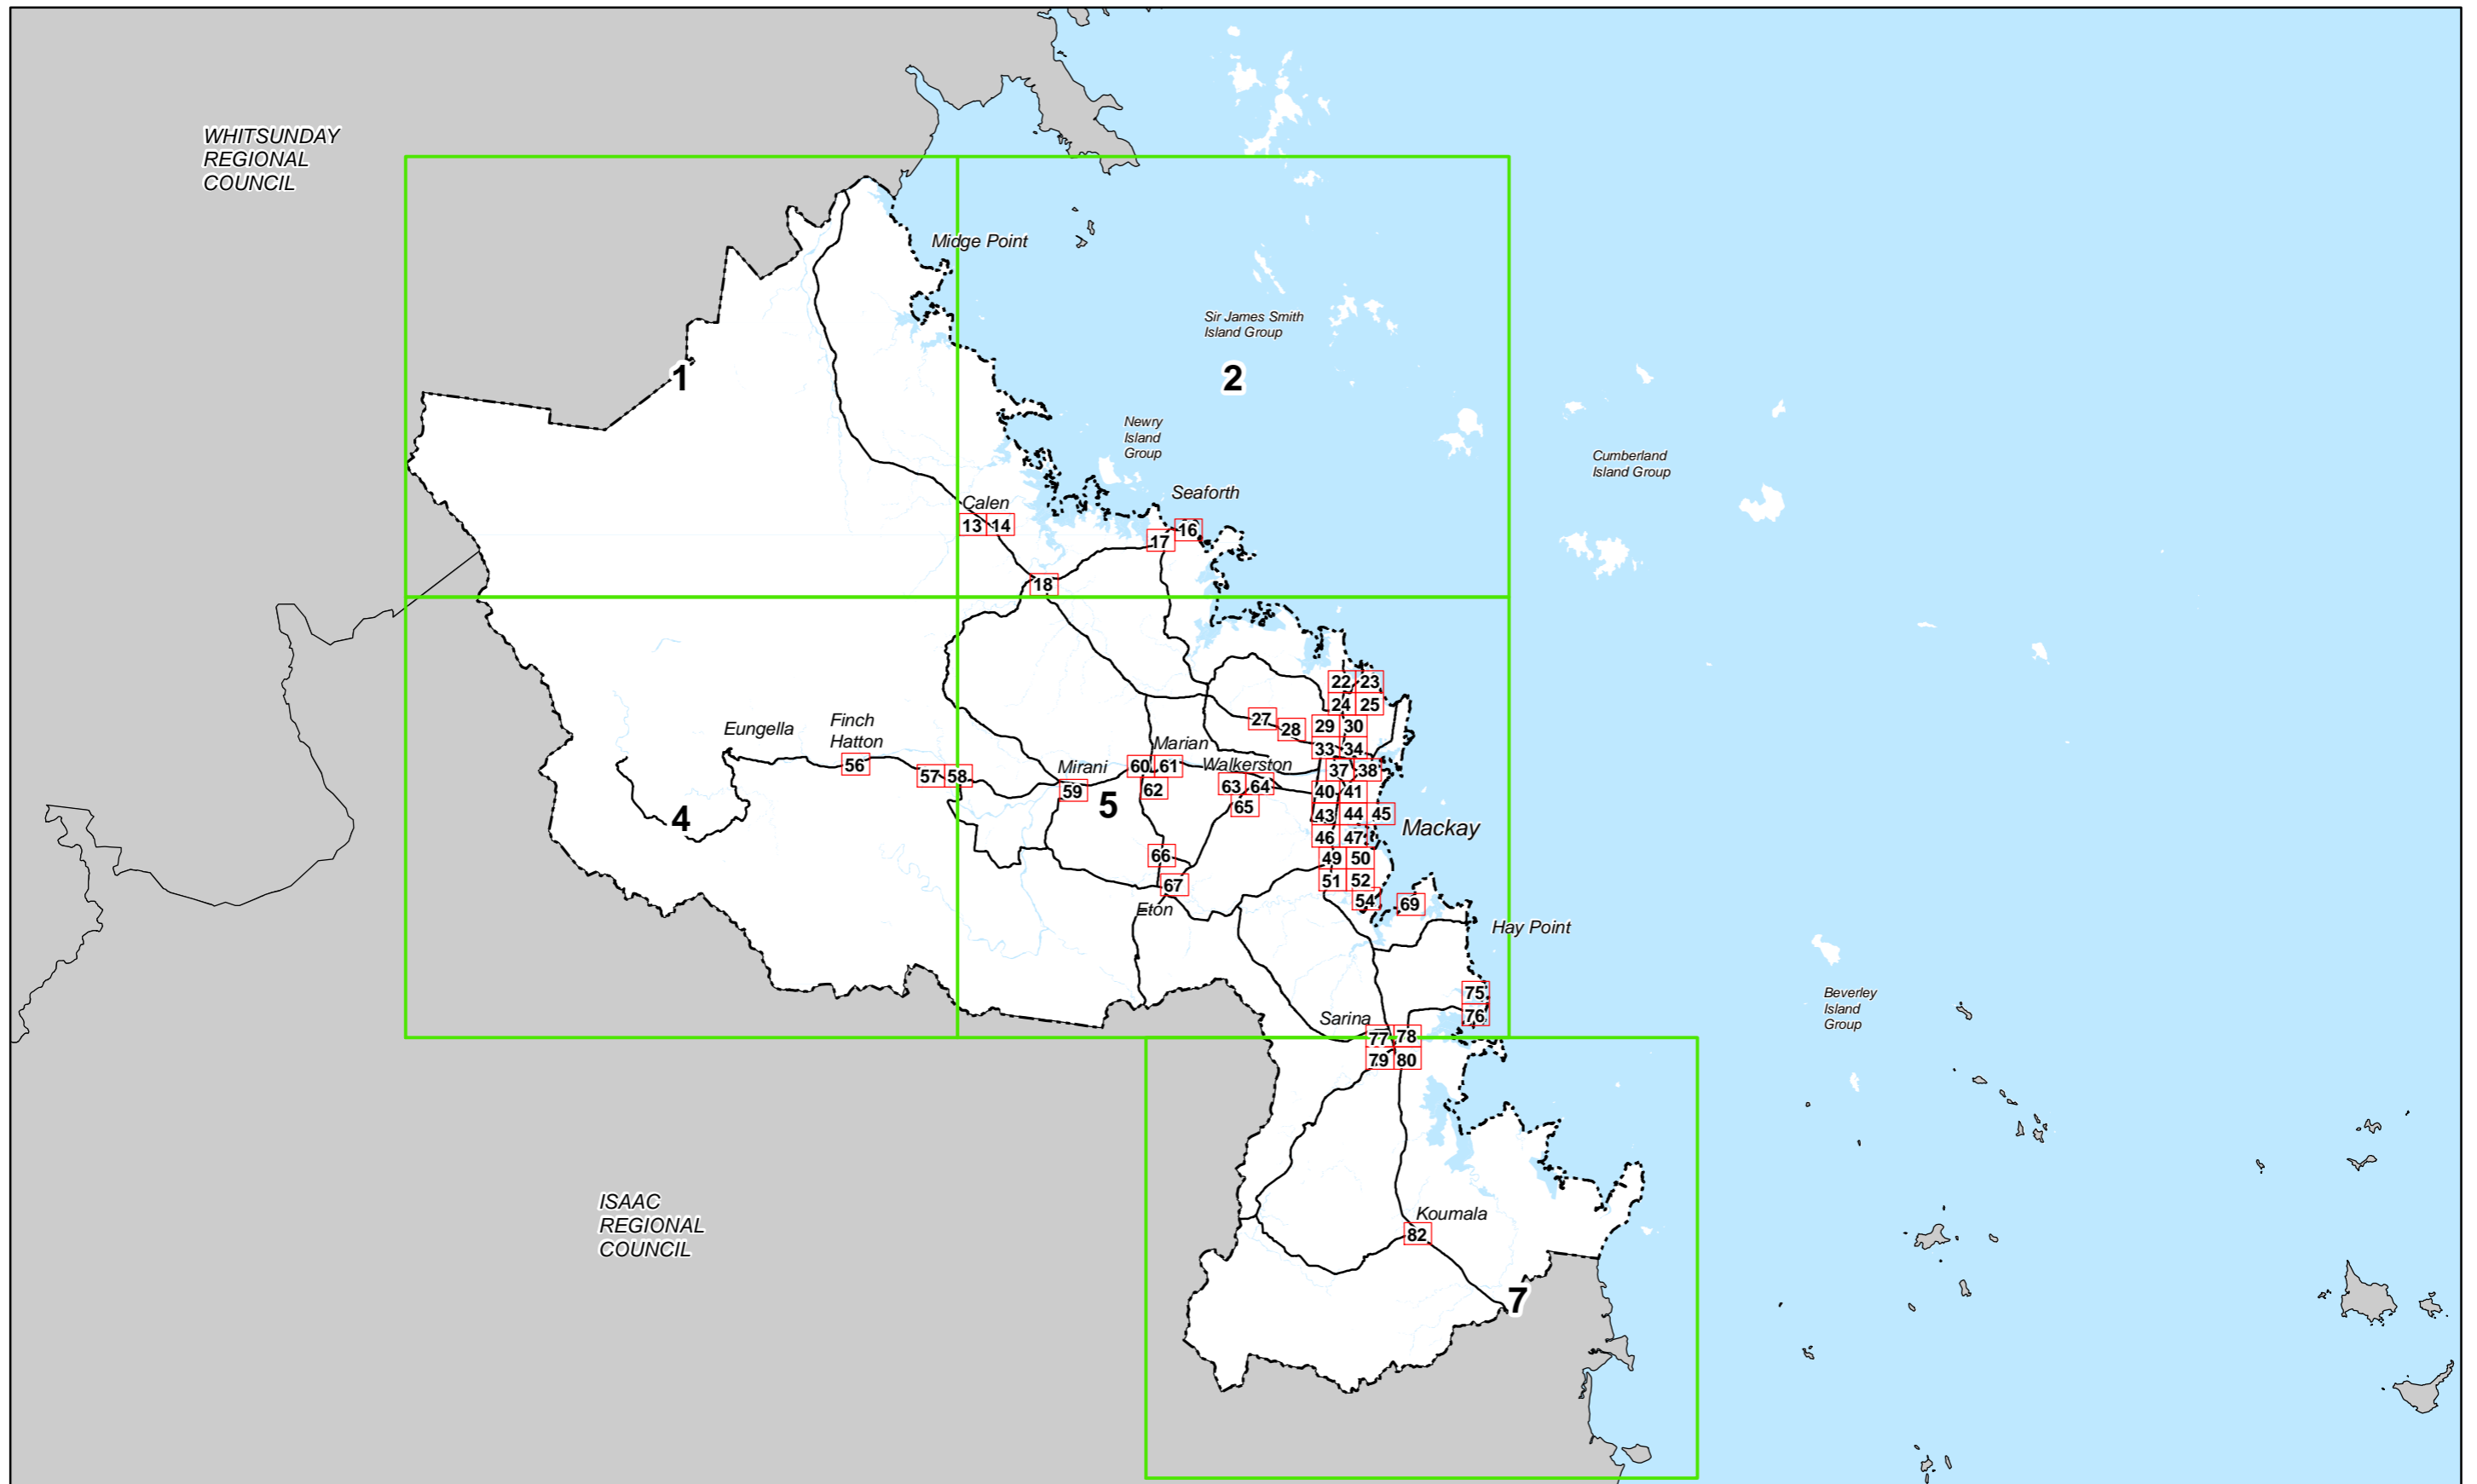 WHITSUNDAY
REGIONAL
COUNCIL
Midge Point
Sir James Smith
Island Group
1
2
Newry
Island
Group
Cumberland
Island Group
Seaforth
Calen
13 14
16
17
18
22 23
24 25
27
28
29 30
Eungella
Finch
Hatton
Marian
33 34
56
57 58
Mirani
59
60 61
62
Walkerston
63 64
65
37 38
40 41
43 44 45
4
5
Mackay
46 47
66
49 50
67
51 52
54
69
Eton
Hay Point
75
76
Beverley
Island
Group
Sarina
77 78
79 80
ISAAC
REGIONAL
COUNCIL
Koumala
82
7